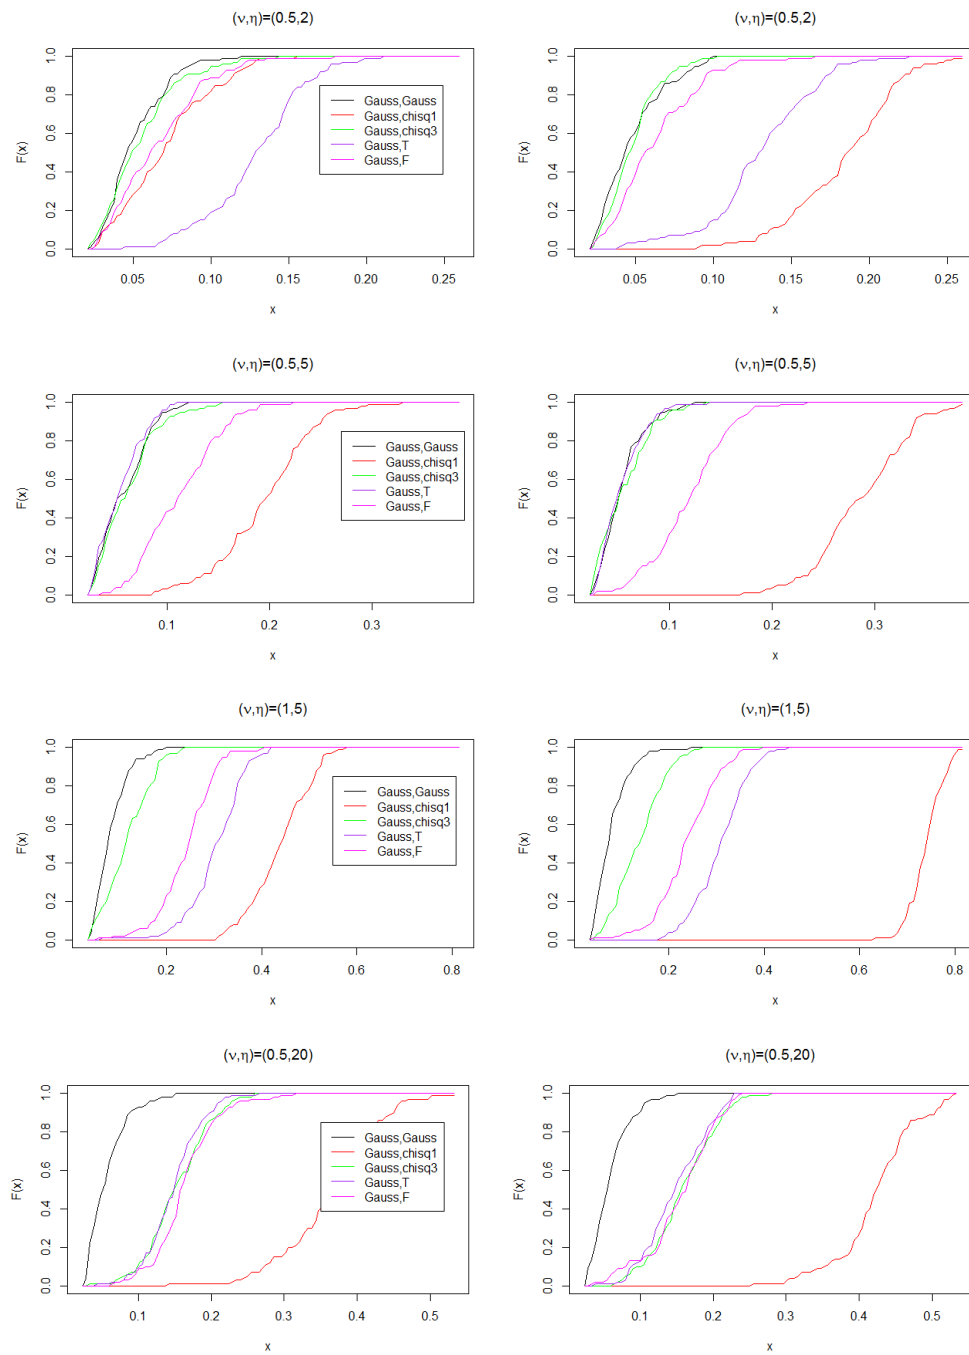 (ν,η)=(0.5,2)
F(x)
0.0 0.2 0.4 0.6 0.8 1.0
Gauss,Gauss
Gauss,chisq1
Gauss,chisq3
Gauss,T
Gauss,F
0.05 0.10 0.15 0.20 0.25
x
(ν,η)=(0.5,2)
F(x)
0.0 0.2 0.4 0.6 0.8 1.0
0.05 0.10 0.15 0.20 0.25
x
(ν,η)=(0.5,5)
F(x)
0.0 0.2 0.4 0.6 0.8 1.0
Gauss,Gauss
Gauss,chisq1
Gauss,chisq3
Gauss,T
Gauss,F
0.1 0.2 0.3
x
(ν,η)=(0.5,5)
F(x)
0.0 0.2 0.4 0.6 0.8 1.0
0.1 0.2 0.3
x
(ν,η)=(1,5)
F(x)
0.0 0.2 0.4 0.6 0.8 1.0
Gauss,Gauss
Gauss,chisq1
Gauss,chisq3
Gauss,T
Gauss,F
0.2 0.4 0.6 0.8
x
(ν,η)=(1,5)
F(x)
0.0 0.2 0.4 0.6 0.8 1.0
0.2 0.4 0.6 0.8
x
(ν,η)=(0.5,20)
F(x)
0.0 0.2 0.4 0.6 0.8 1.0
Gauss,Gauss
Gauss,chisq1
Gauss,chisq3
Gauss,T
Gauss,F
0.1 0.2 0.3 0.4 0.5
x
(ν,η)=(0.5,20)
F(x)
0.0 0.2 0.4 0.6 0.8 1.0
0.1 0.2 0.3 0.4 0.5
x